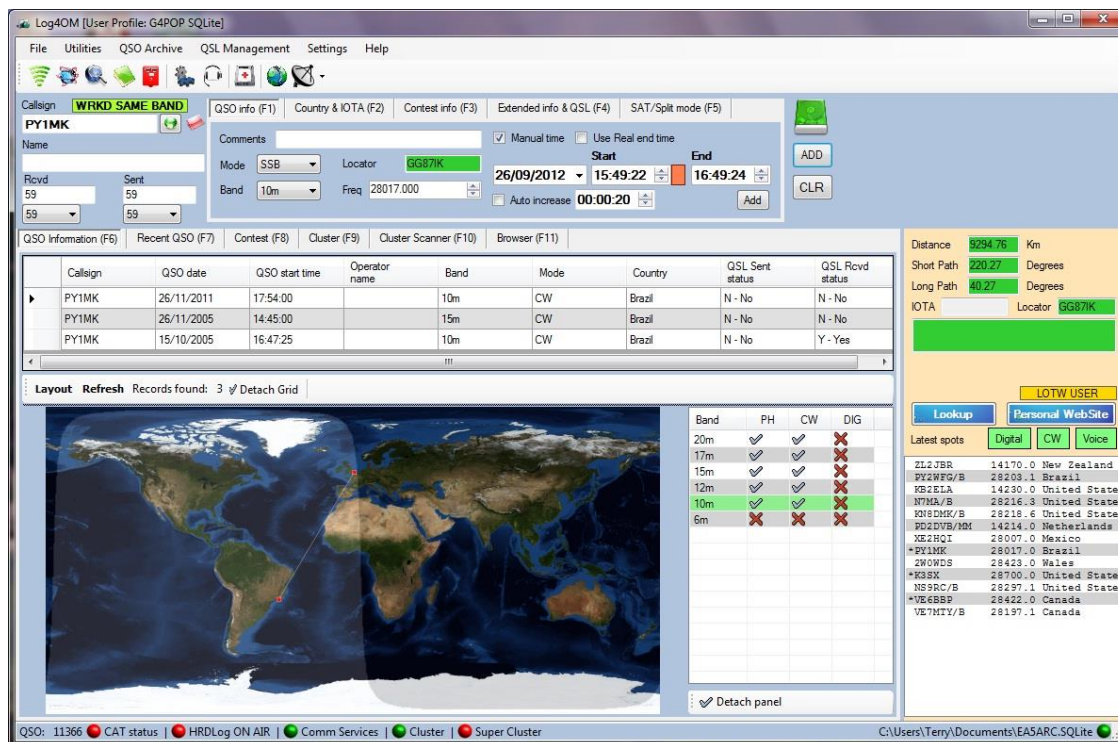 Log4OM [User Profile: G4POP SQLite]
File Utilities QSO Archive QSL Management Settings Help
Callsign WRKD SAME BAND
PY1MK
Name
Rcvd Sent
59 59
59 59
QSO info (F1) Country & IOTA (F2) Contest info (F3) Extended info & QSL (F4) SAT/Split mode (F5)
Comments
Mode SSB Locator GG87IK
Band 10m Freq 28017.000
Manual time Use Real end time
Start End
26/09/2012 15:49:22 16:49:24
Auto increase 00:00:20 Add
ADD
CLR
QSO Information (F6) Recent QSO (F7) Contest (F8) Cluster (F9) Cluster Scanner (F10) Browser (F11)
Callsign QSO date QSO start time Operator name Band Mode Country QSL Sent status QSL Rcvd status
PY1MK 26/11/2011 17:54:00 10m CW Brazil N - No N - No
PY1MK 26/11/2005 14:45:00 15m CW Brazil N - No N - No
PY1MK 15/10/2005 16:47:25 10m CW Brazil N - No Y - Yes
Layout Refresh Records found: 3 Detach Grid
Band PH CW DIG
20m
17m
15m
12m
10m
6m
Detach panel
Distance 9294.76 Km
Short Path 220.27 Degrees
Long Path 40.27 Degrees
IOTA Locator GG87IK
LOTW USER
Lookup Personal WebSite
Latest spots Digital CW Voice
ZL2JBR 14170.0 New Zealand
PY2WFG/B 28203.1 Brazil
KB2ELA 14230.0 United State
N7MA/B 28216.3 United State
KN8DMK/B 28218.6 United State
PD2DVB/MM 14214.0 Netherlands
XE2HQI 28007.0 Mexico
*PY1MK 28017.0 Brazil
2W0WDS 28423.0 Wales
*K3SX 28700.0 United State
NS9RC/B 28297.1 United State
*VE6BBP 28422.0 Canada
VE7MTY/B 28197.1 Canada
QSO: 11366 CAT status | HRDLog ON AIR | Comm Services | Cluster | Super Cluster C:\Users\Terry\Documents\EA5ARC.SQLite